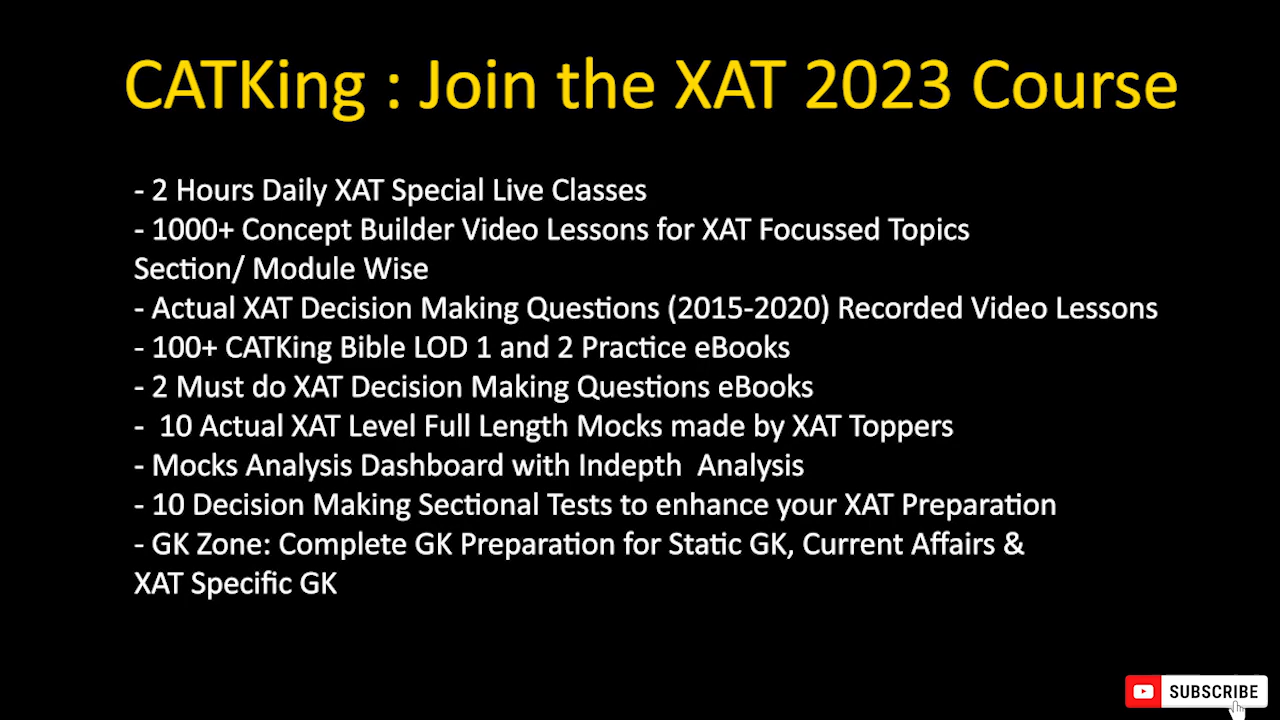 CATKing : Join the XAT 2023 Course
- 2 Hours Daily XAT Special Live Classes
- 1000+ Concept Builder Video Lessons for XAT Focussed Topics
Section/ Module Wise
- Actual XAT Decision Making Questions (2015-2020) Recorded Video Lessons
- 100+ CATKing Bible LOD 1 and 2 Practice eBooks
- 2 Must do XAT Decision Making Questions eBooks
-  10 Actual XAT Level Full Length Mocks made by XAT Toppers
- Mocks Analysis Dashboard with Indepth  Analysis
- 10 Decision Making Sectional Tests to enhance your XAT Preparation
- GK Zone: Complete GK Preparation for Static GK, Current Affairs &
XAT Specific GK
SUBSCRIBE